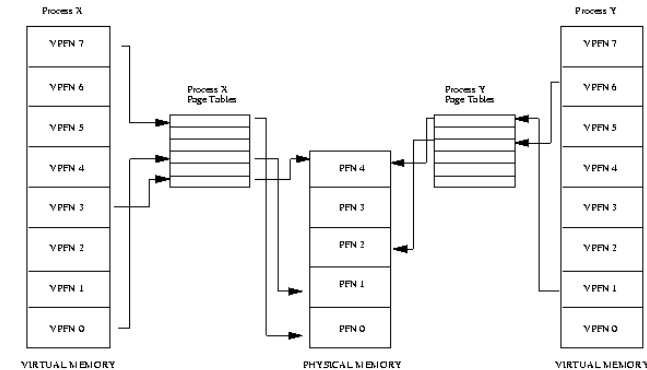 Process X
Process Y
VPFN 7
VPFN 6
VPFN 5
VPFN 4
VPFN 3
VPFN 2
VPFN 1
VPFN 0
VIRTUAL MEMORY
Process X
Page Tables
PFN 4
PFN 3
PFN 2
PFN 1
PFN 0
PHYSICAL MEMORY
Process Y
Page Tables
VPFN 7
VPFN 6
VPFN 5
VPFN 4
VPFN 3
VPFN 2
VPFN 1
VPFN 0
VIRTUAL MEMORY